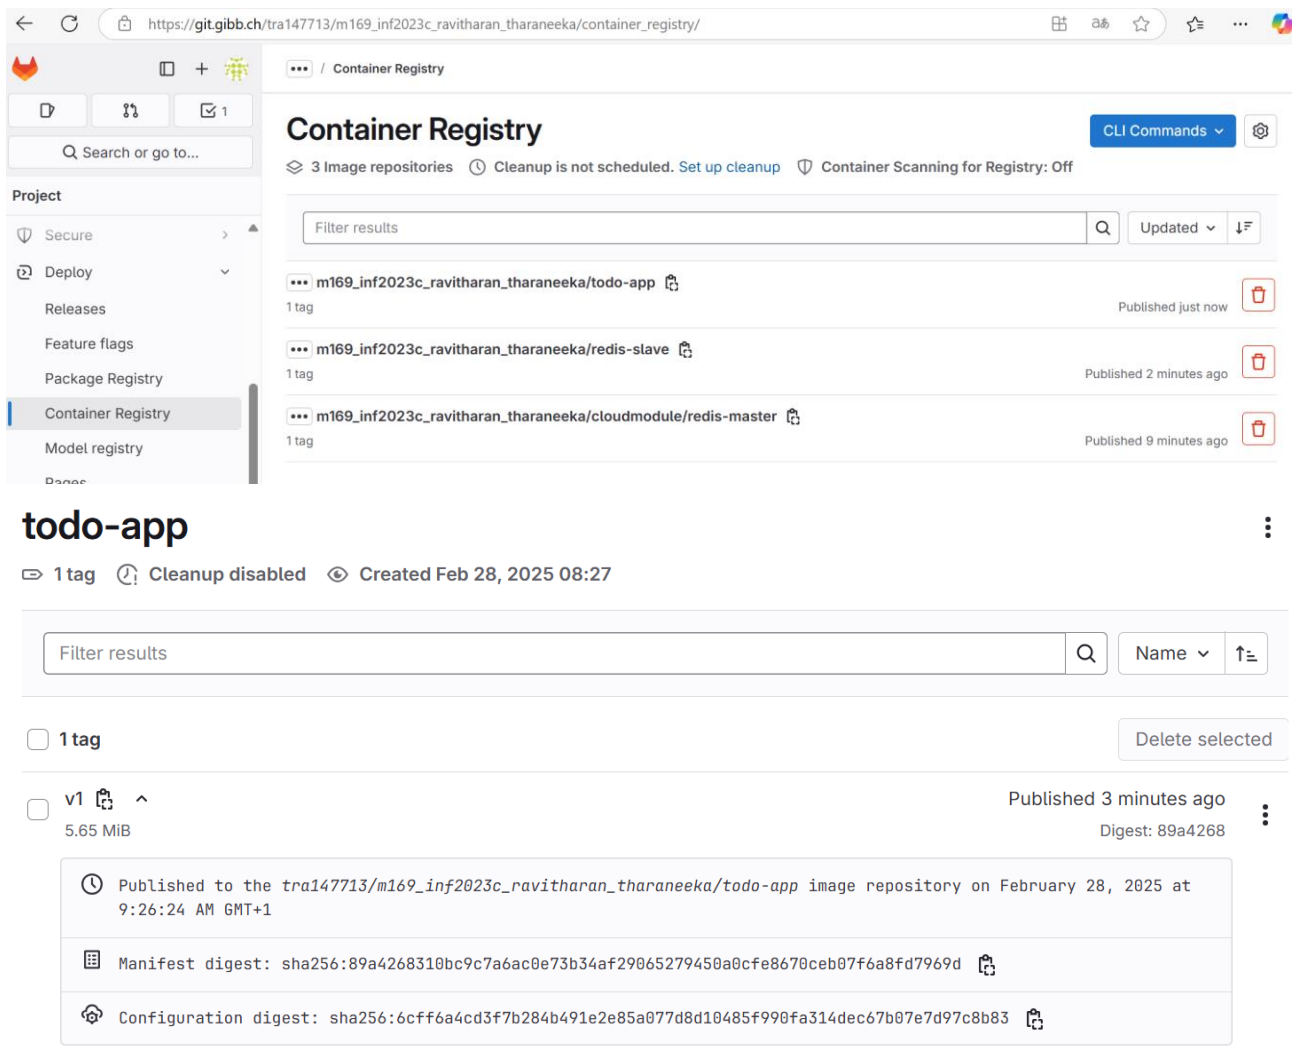 https://git.gibb.ch/tra147713/m169_inf2023c_ravitharan_tharaneeka/container_registry/
aあ
1
Search or go to...
Project
Secure
Deploy
Releases
Feature flags
Package Registry
Container Registry
Model registry
Pages
/ Container Registry
Container Registry
CLI Commands
3 Image repositories Cleanup is not scheduled. Set up cleanup Container Scanning for Registry: Off
Filter results
Updated
m169_inf2023c_ravitharan_tharaneeka/todo-app
1 tag
Published just now
m169_inf2023c_ravitharan_tharaneeka/redis-slave
1 tag
Published 2 minutes ago
m169_inf2023c_ravitharan_tharaneeka/cloudmodule/redis-master
1 tag
Published 9 minutes ago
todo-app
1 tag Cleanup disabled Created Feb 28, 2025 08:27
Filter results
Name
1 tag
Delete selected
v1
Published 3 minutes ago
5.65 MiB
Digest: 89a4268
Published to the tra147713/m169_inf2023c_ravitharan_tharaneeka/todo-app image repository on February 28, 2025 at
9:26:24 AM GMT+1
Manifest digest: sha256:89a4268310bc9c7a6ac0e73b34af29065279450a0cfe8670ceb07f6a8fd7969d
Configuration digest: sha256:6cff6a4cd3f7b284b491e2e85a077d8d10485f990fa314dec67b07e7d97c8b83